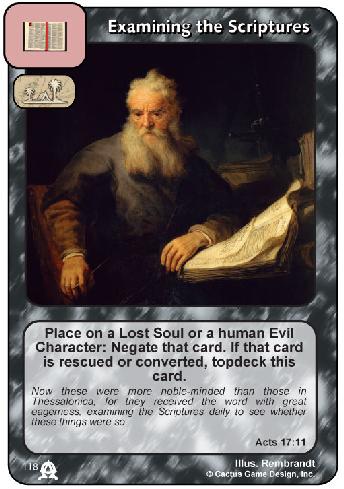 Examining the Scriptures
Place on a Lost Soul or a human Evil
Character: Negate that card. If that card
is rescued or converted, topdeck this
card.
Now these were more noble-minded than those in
Thessalonica, for they received the word with great
eagerness, examining the Scriptures daily to see whether
these things were so
Acts 17:11
18
Illus. Rembrandt
© Cactus Game Design, Inc.